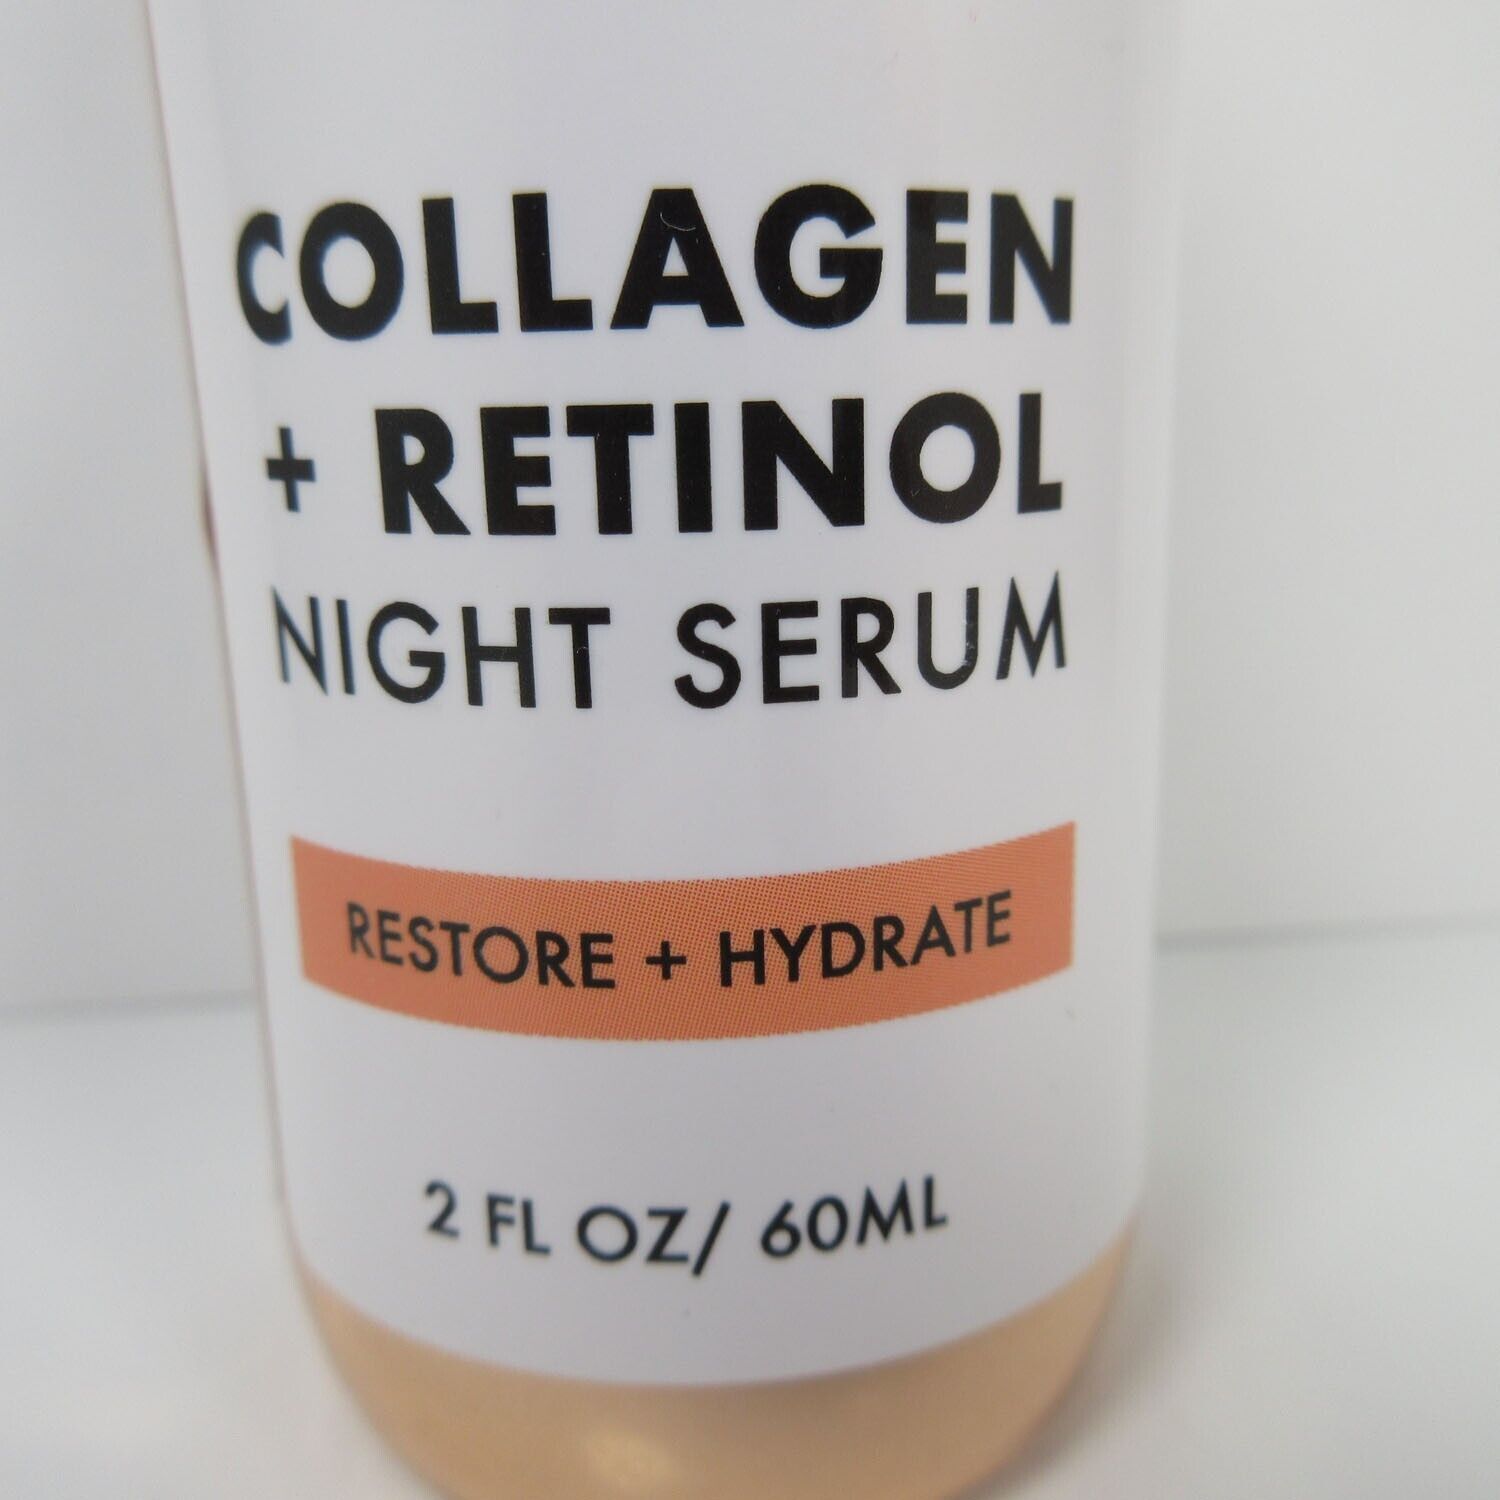 COLLAGEN
+ RETINOL
NIGHT SERUM
RESTORE + HYDRATE
2 FL OZ/ 60ML